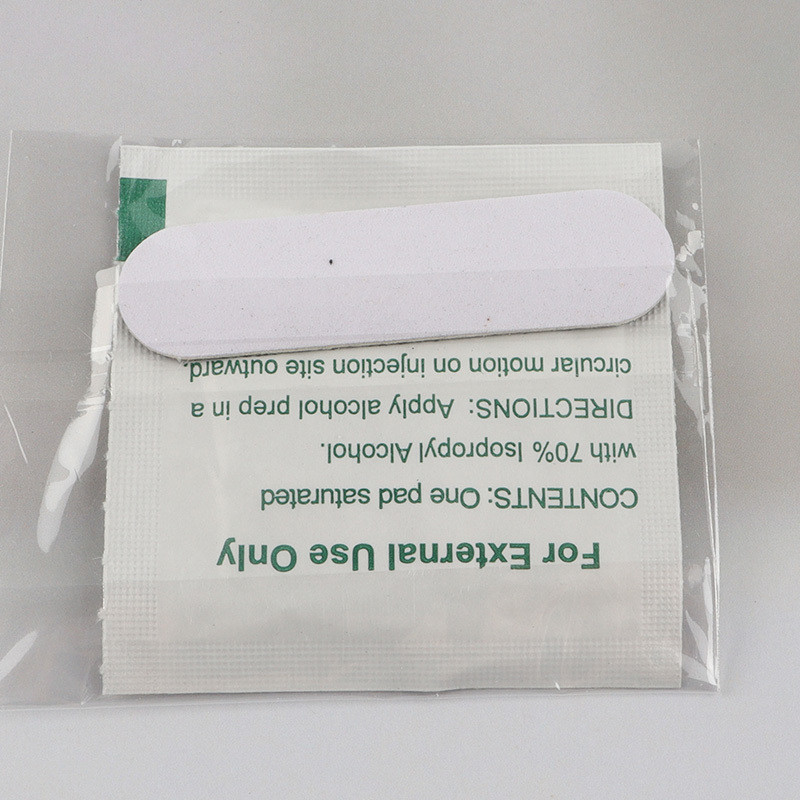 For External Use Only
CONTENTS: One pad saturated
with 70% Isopropyl Alcohol.
DIRECTIONS: Apply alcohol prep in a
circular motion on injection site outward.